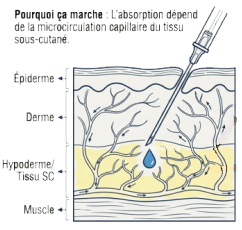 Pourquoi ça marche : L'absorption dépend
de la microcirculation capillaire du tissu
sous-cutané.
Épiderme
Derme
Hypoderme/
Tissu SC
Muscle